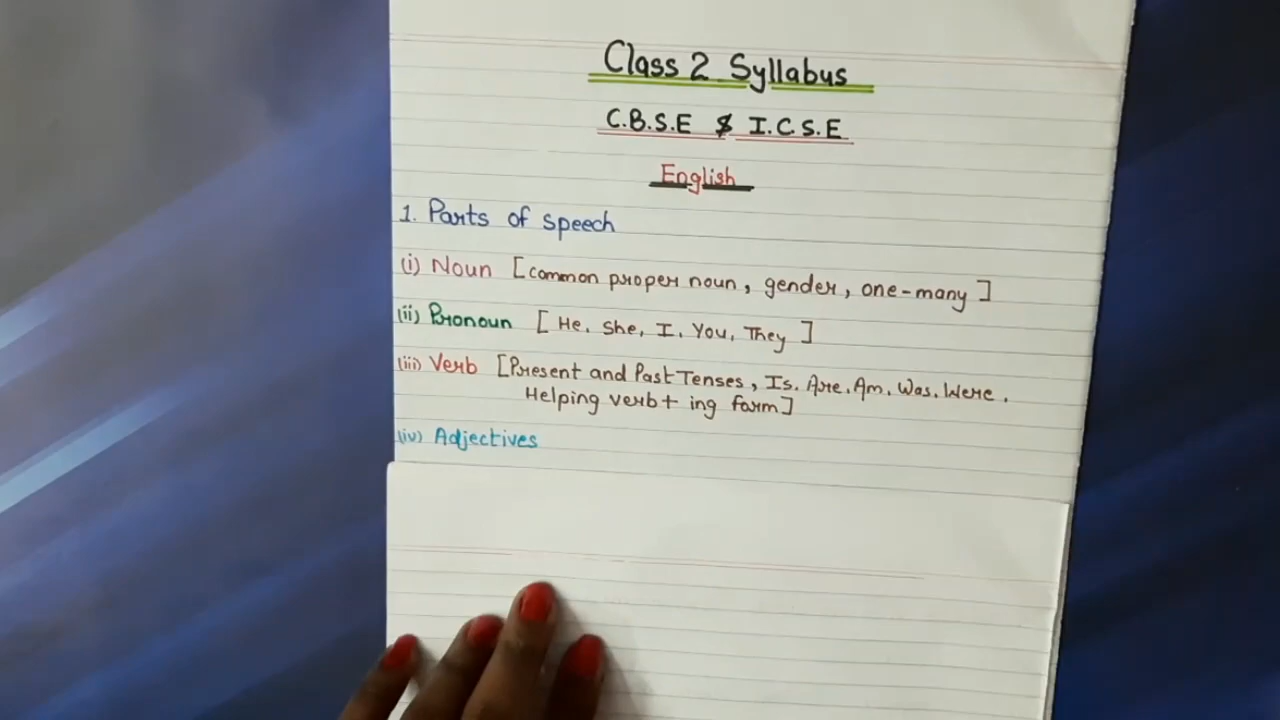 Class 2 Syllabus
C.B.S.E & I.C.S.E
English
1. Parts of speech
(i) Noun [common proper noun, gender, one-many]
(ii) Pronoun [He. She, I. You, They]
(iii) Verb [Present and Past Tenses, Is. Are. Am. Was. Were.
Helping verb + ing form]
(iv) Adjectives